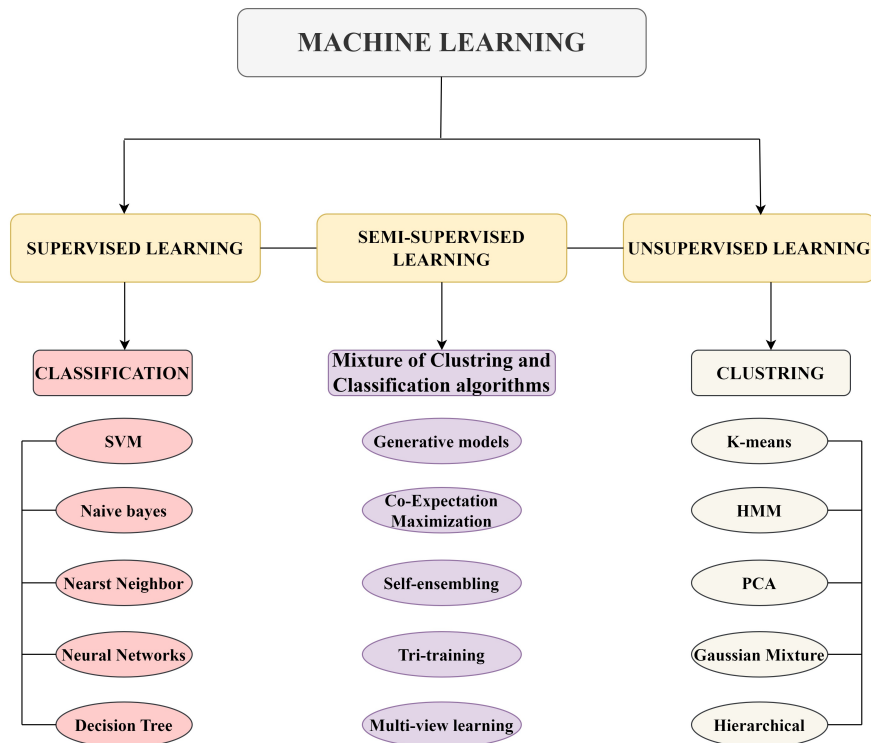 MACHINE LEARNING
SUPERVISED LEARNING
SEMI-SUPERVISED
LEARNING
UNSUPERVISED LEARNING
CLASSIFICATION
Mixture of Clustring and
Classification algorithms
CLUSTRING
SVM
Generative models
K-means
Naive bayes
Co-Expectation
Maximization
HMM
Nearst Neighbor
Self-ensembling
PCA
Neural Networks
Tri-training
Gaussian Mixture
Decision Tree
Multi-view learning
Hierarchical